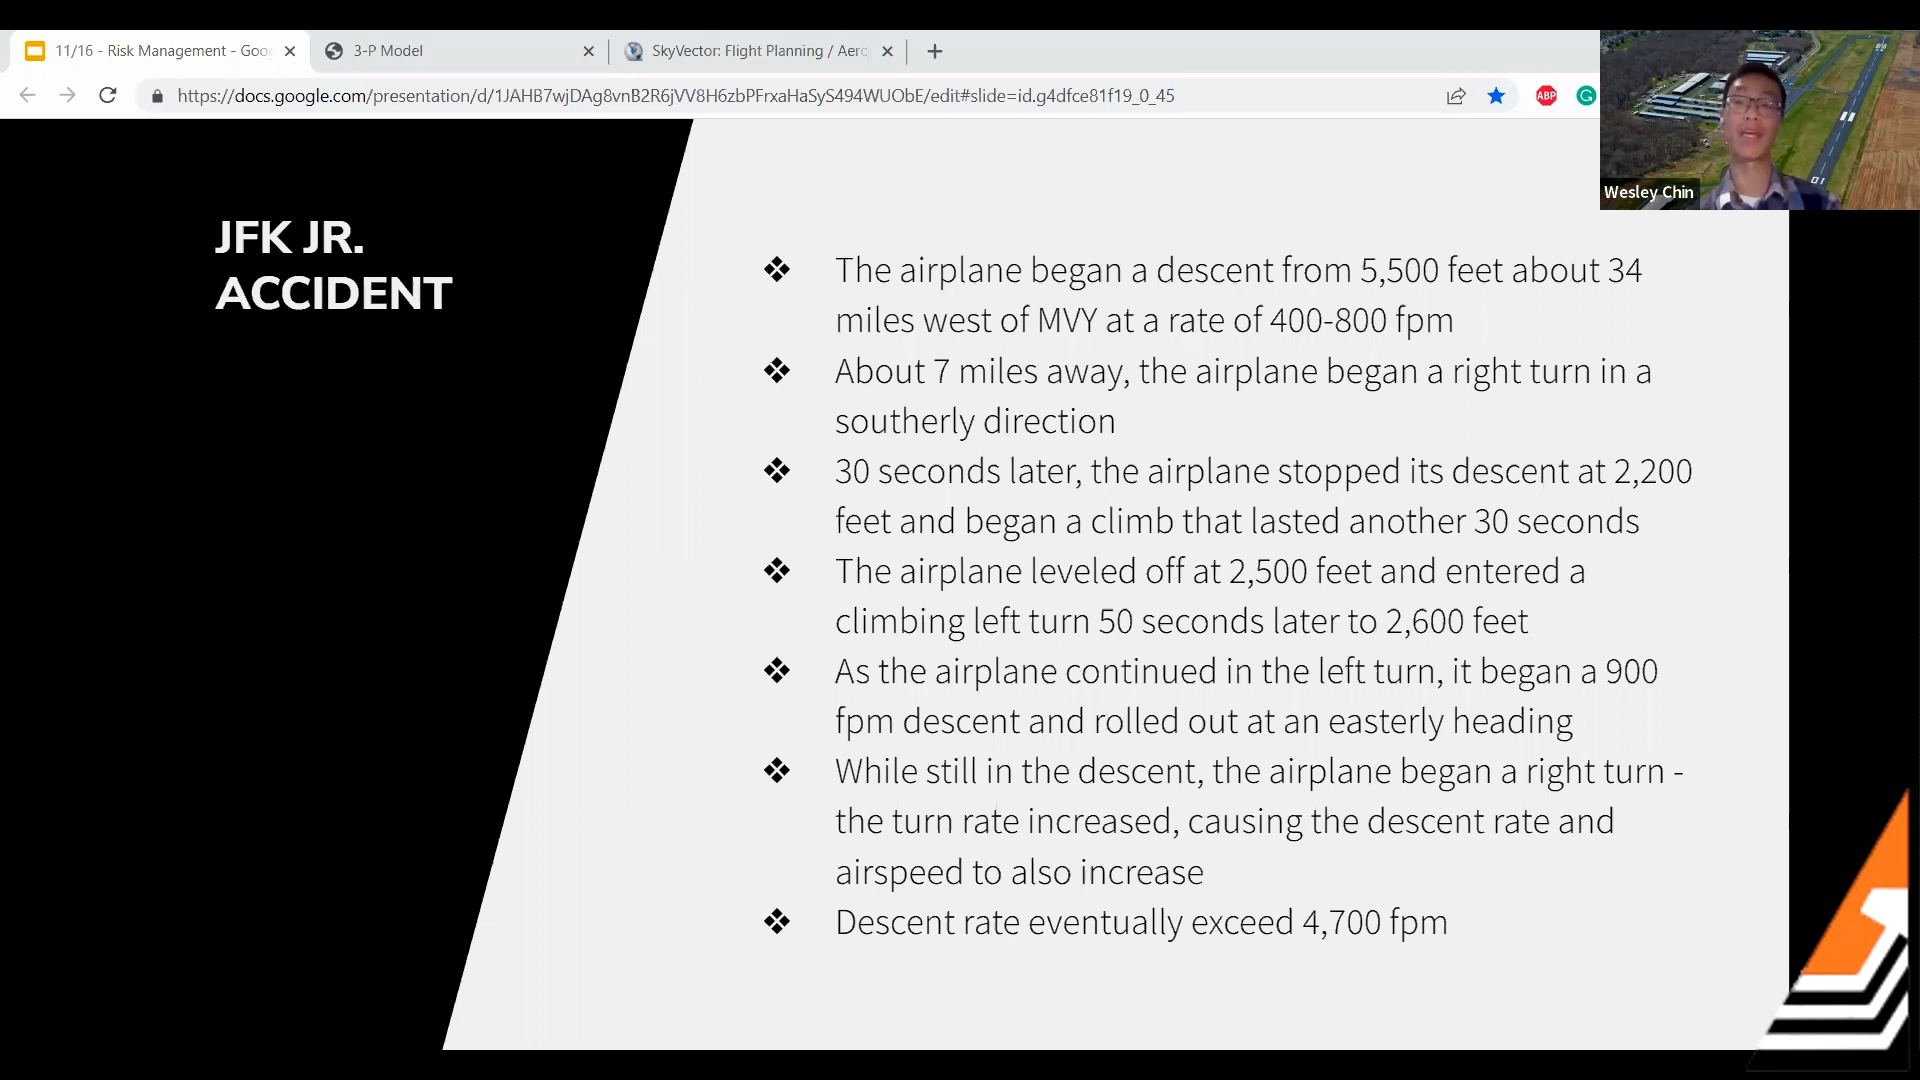 11/16 - Risk Management - Goo
3-P Model
SkyVector: Flight Planning / Aero
https://docs.google.com/presentation/d/1JAHB7wjDAg8vnB2R6jVV8H6zbPFrxaHaSyS494WUObE/edit#slide=id.g4dfce81f19_0_45
ABP
G
01
Wesley Chin
JFK JR.
ACCIDENT
❖ The airplane began a descent from 5,500 feet about 34
miles west of MVY at a rate of 400-800 fpm
❖ About 7 miles away, the airplane began a right turn in a
southerly direction
❖ 30 seconds later, the airplane stopped its descent at 2,200
feet and began a climb that lasted another 30 seconds
❖ The airplane leveled off at 2,500 feet and entered a
climbing left turn 50 seconds later to 2,600 feet
❖ As the airplane continued in the left turn, it began a 900
fpm descent and rolled out at an easterly heading
❖ While still in the descent, the airplane began a right turn -
the turn rate increased, causing the descent rate and
airspeed to also increase
❖ Descent rate eventually exceed 4,700 fpm